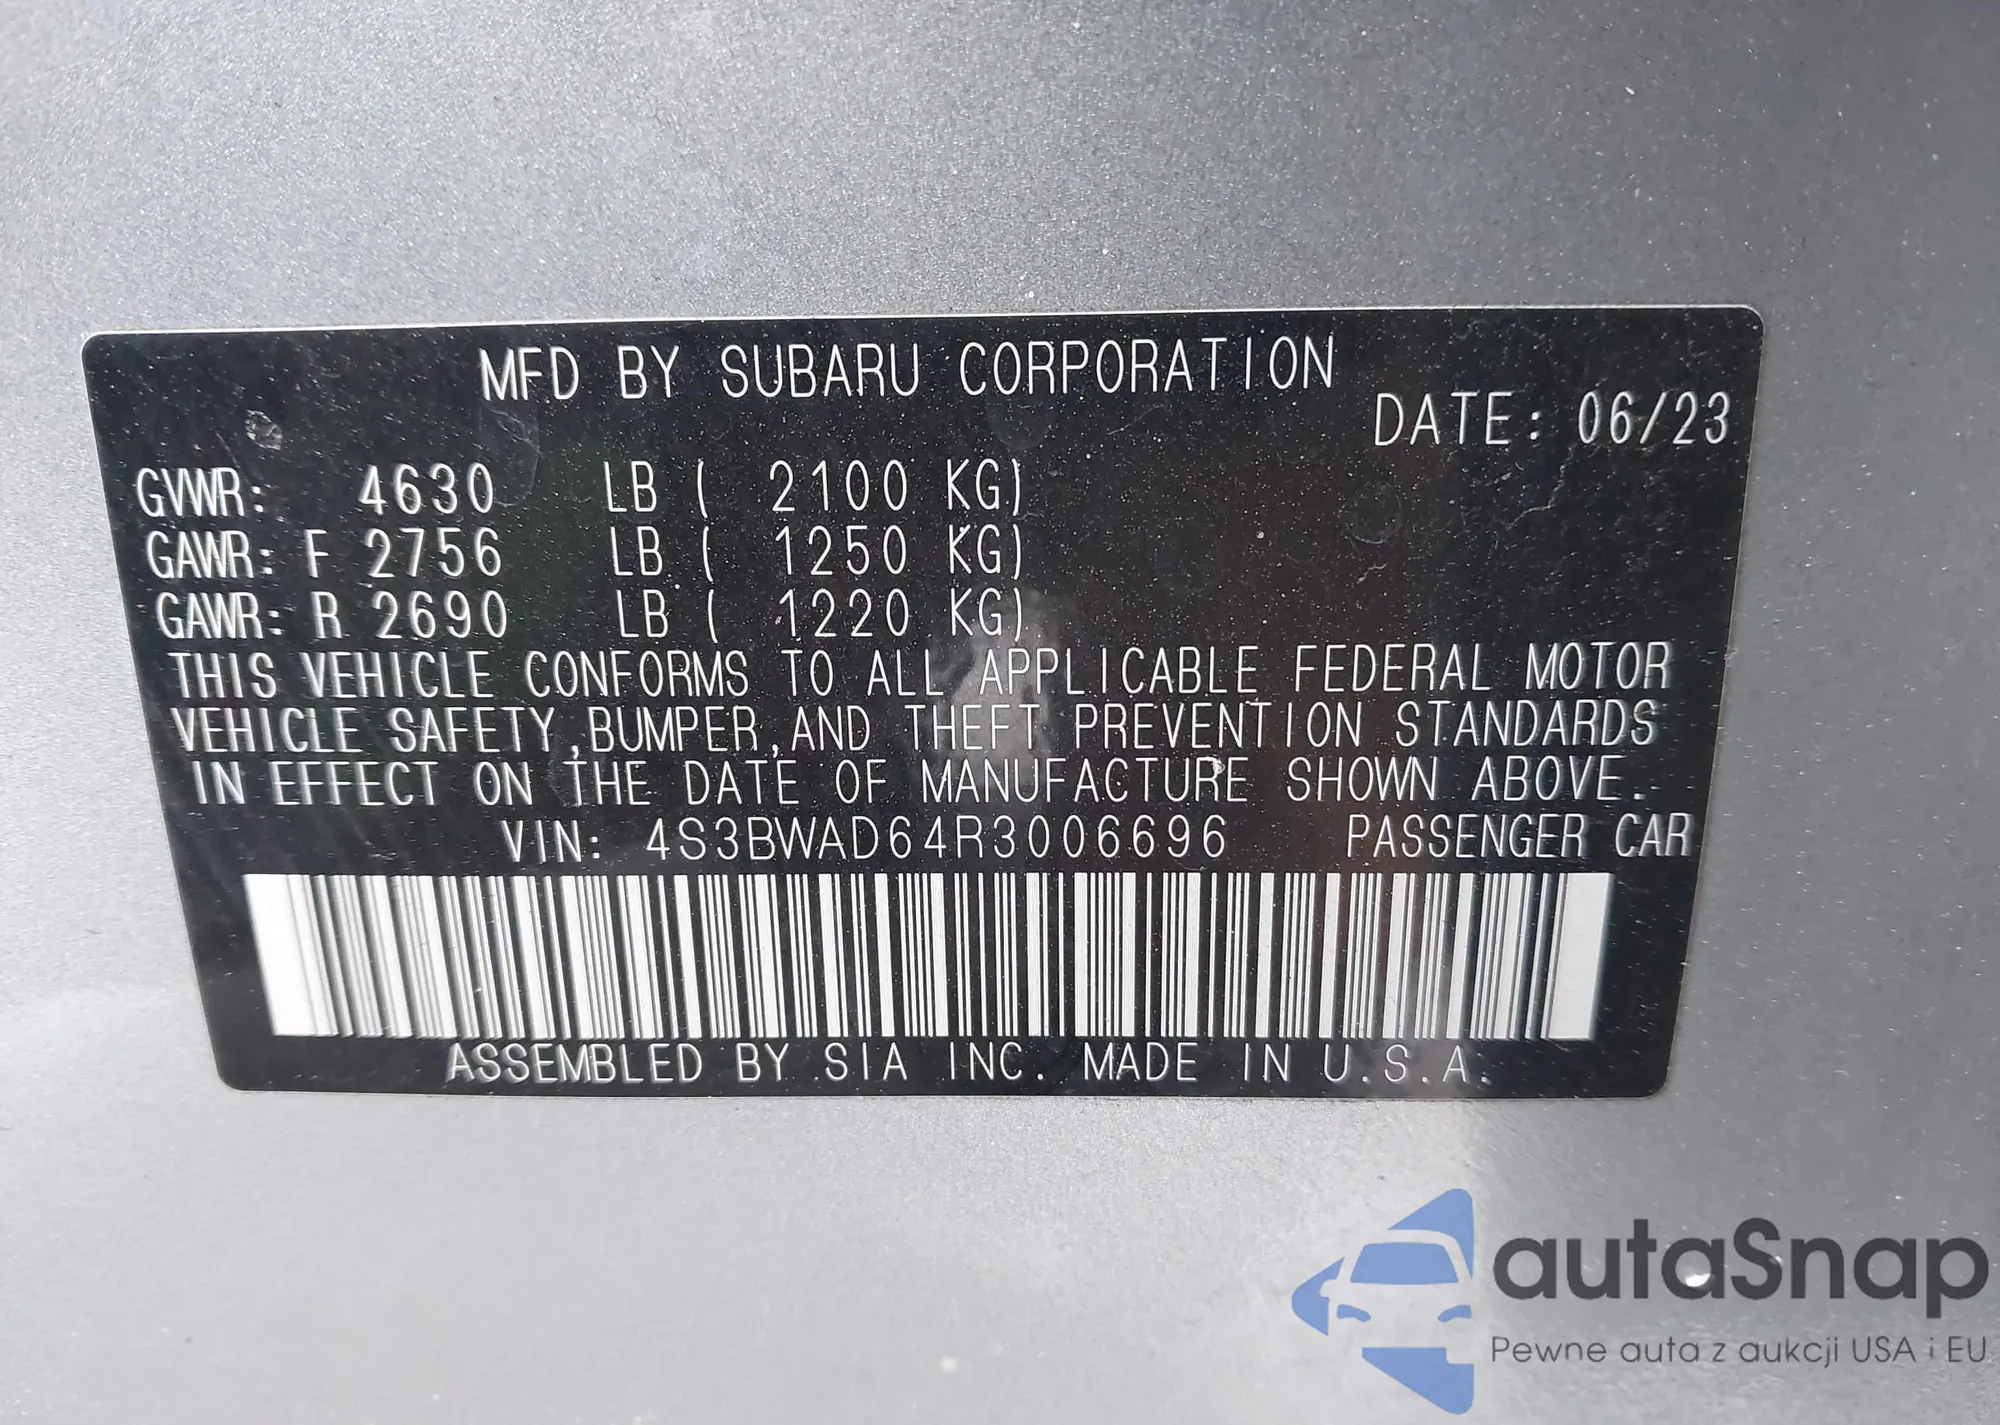 MFD BY SUBARU CORPORATION
DATE: 06/23
GVWR: 4630 LB ( 2100 KG)
GAWR: F 2756 LB ( 1250 KG)
GAWR: R 2690 LB ( 1220 KG)
THIS VEHICLE CONFORMS TO ALL APPLICABLE FEDERAL MOTOR
VEHICLE SAFETY,BUMPER,AND THEFT PREVENTION STANDARDS
IN EFFECT ON THE DATE OF MANUFACTURE SHOWN ABOVE.
VIN: 4S3BWAD64R3006696 PASSENGER CAR
ASSEMBLED BY SIA INC. MADE IN U.S.A.
autaSnap
Pewne auta z aukcji USA i EU